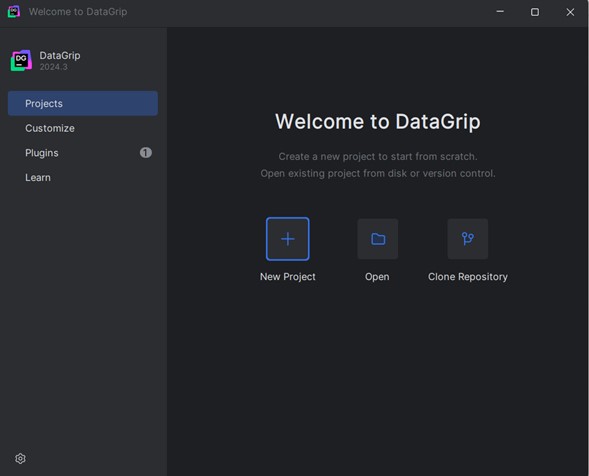 Welcome to DataGrip
DG
DataGrip
2024.3
Projects
Customize
Plugins
1
Learn
Welcome to DataGrip
Create a new project to start from scratch.
Open existing project from disk or version control.
New Project
Open
Clone Repository